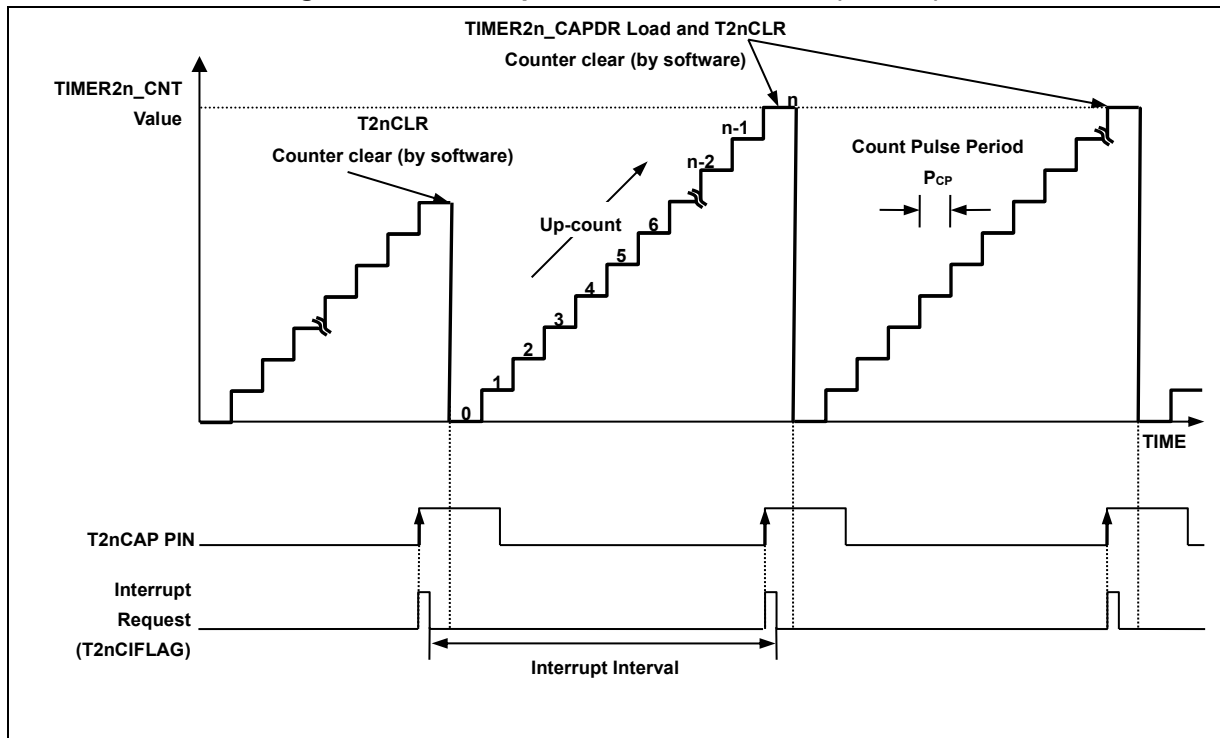 TIMER2n_CAPDR Load and T2nCLR
Counter clear (by software)
TIMER2n_CNT
Value
T2nCLR
Counter clear (by software)
n
n-1
n-2
Count Pulse Period
PCP
Up-count
6
5
4
3
2
1
0
TIME
T2nCAP PIN
Interrupt
Request
(T2nCIFLAG)
Interrupt Interval